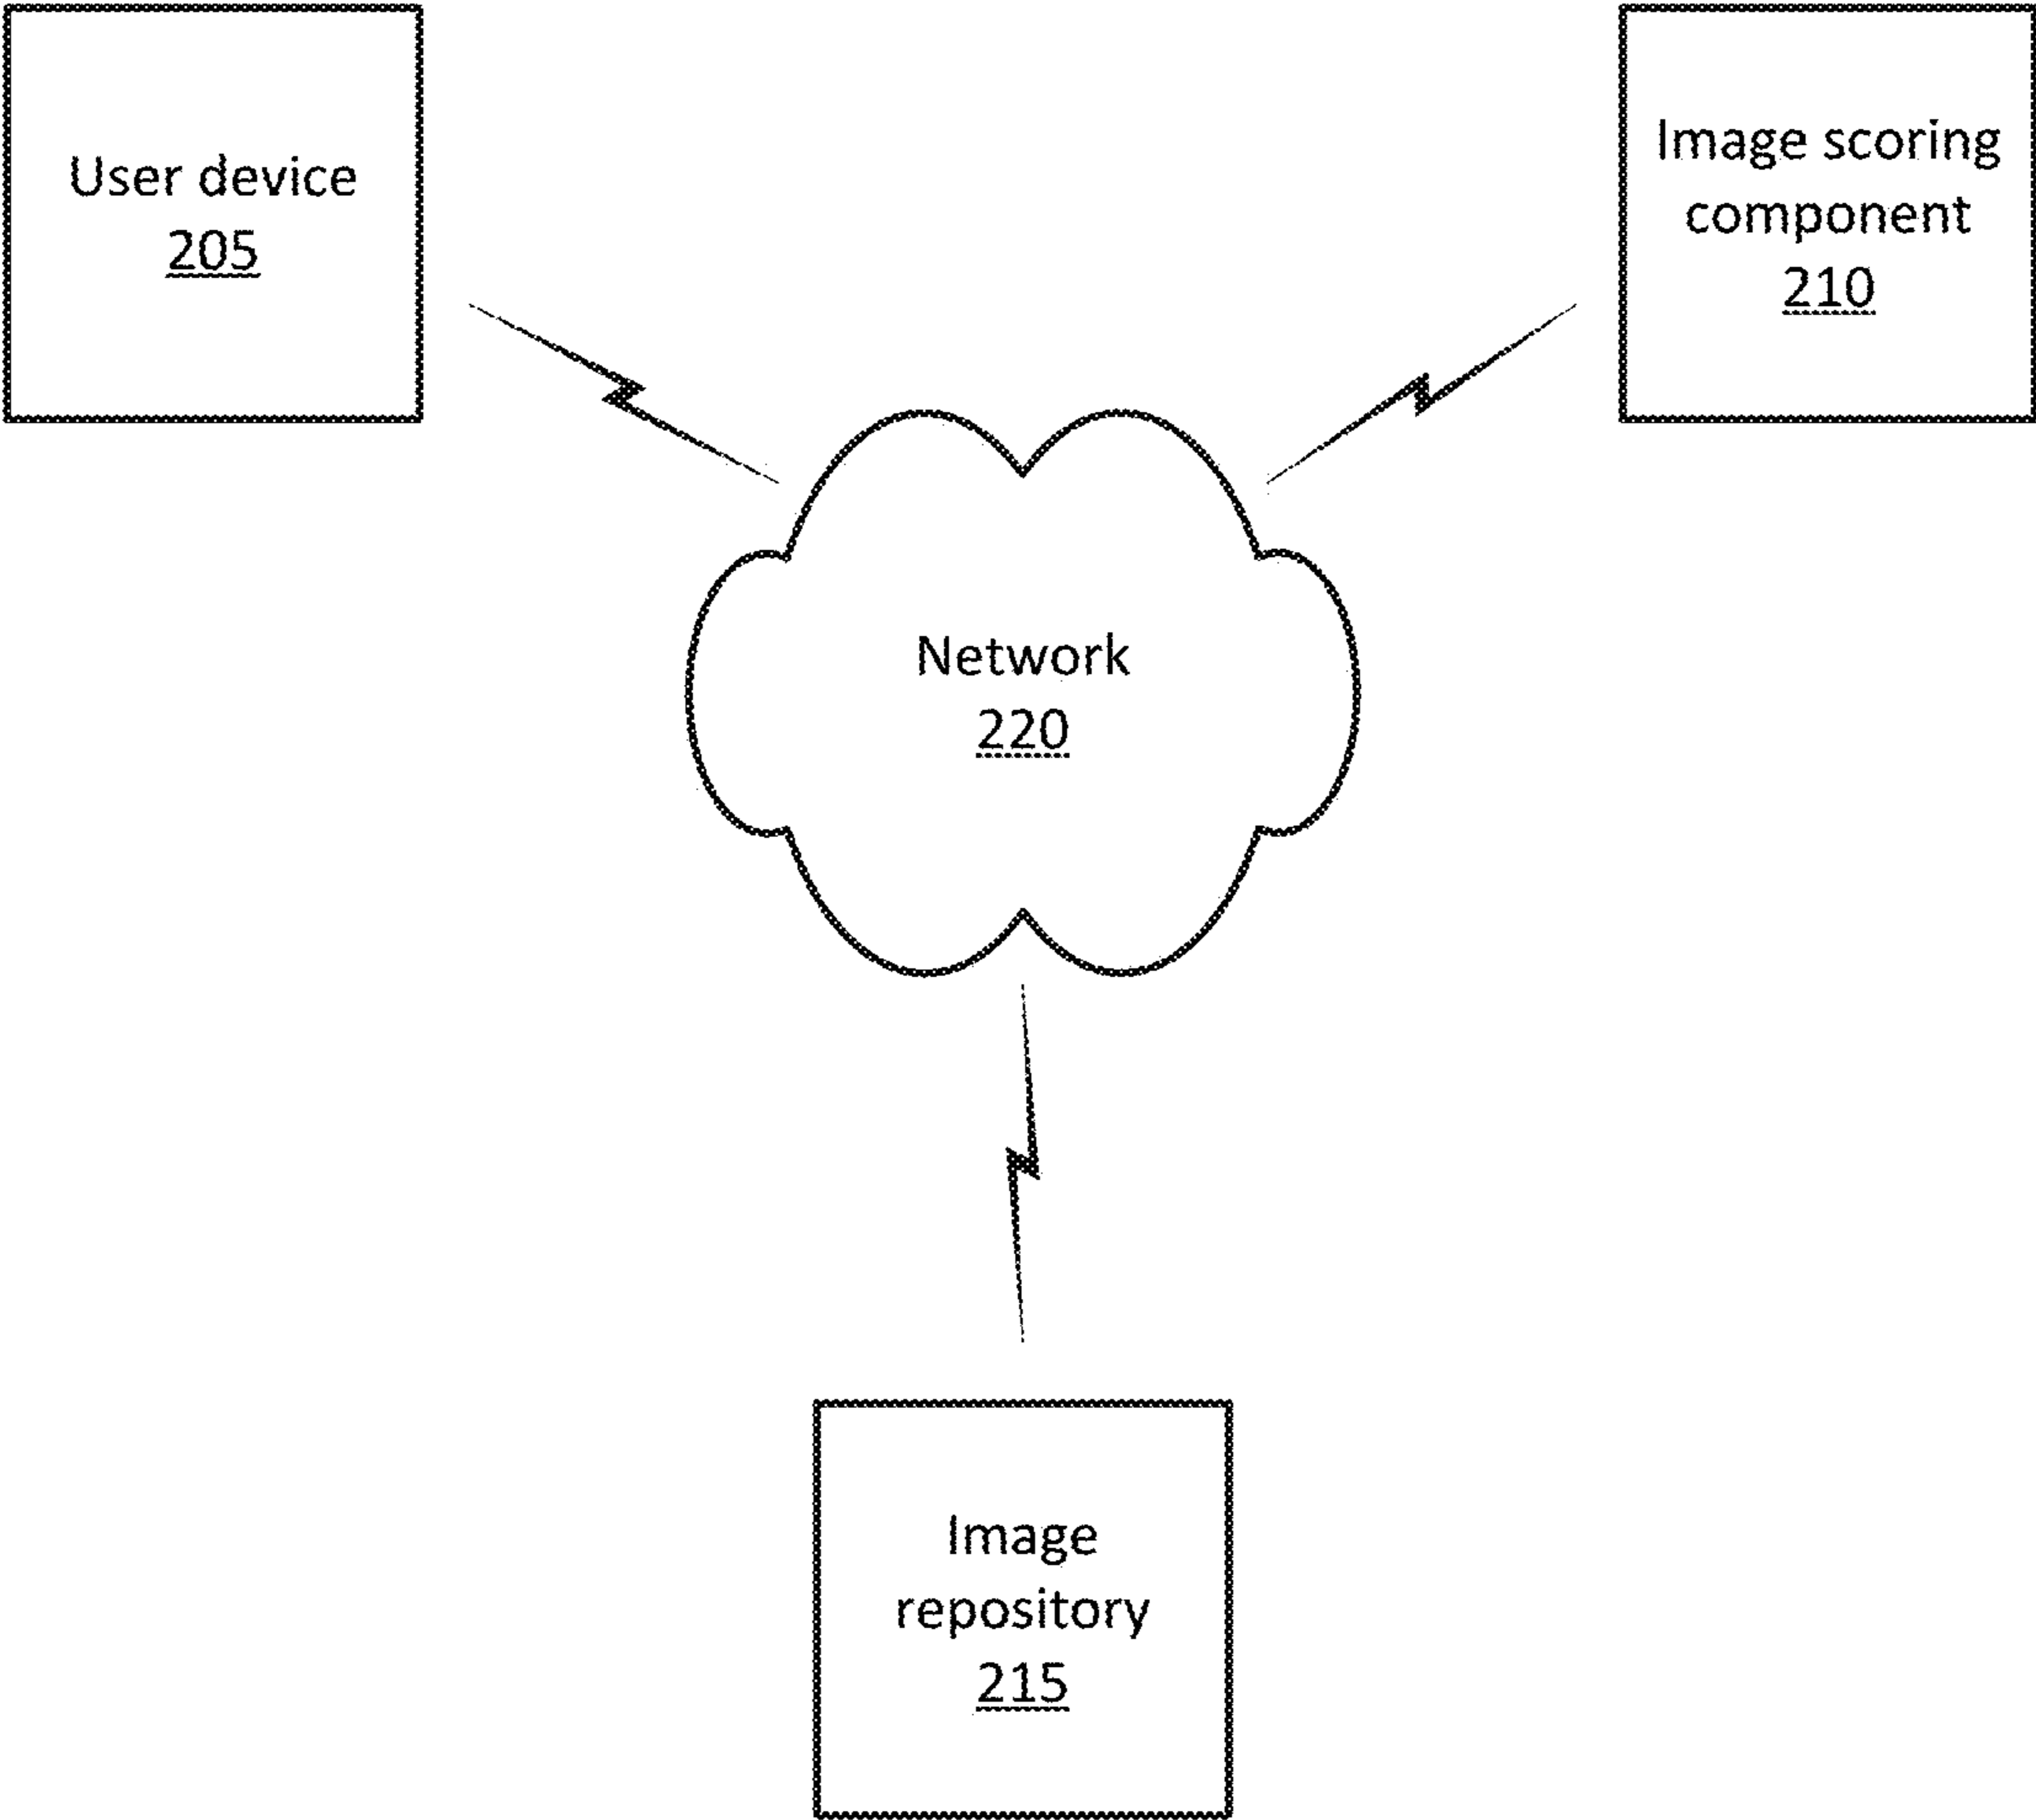 User device
205
Image scoring
component
210
Network
220
Image
repository
215